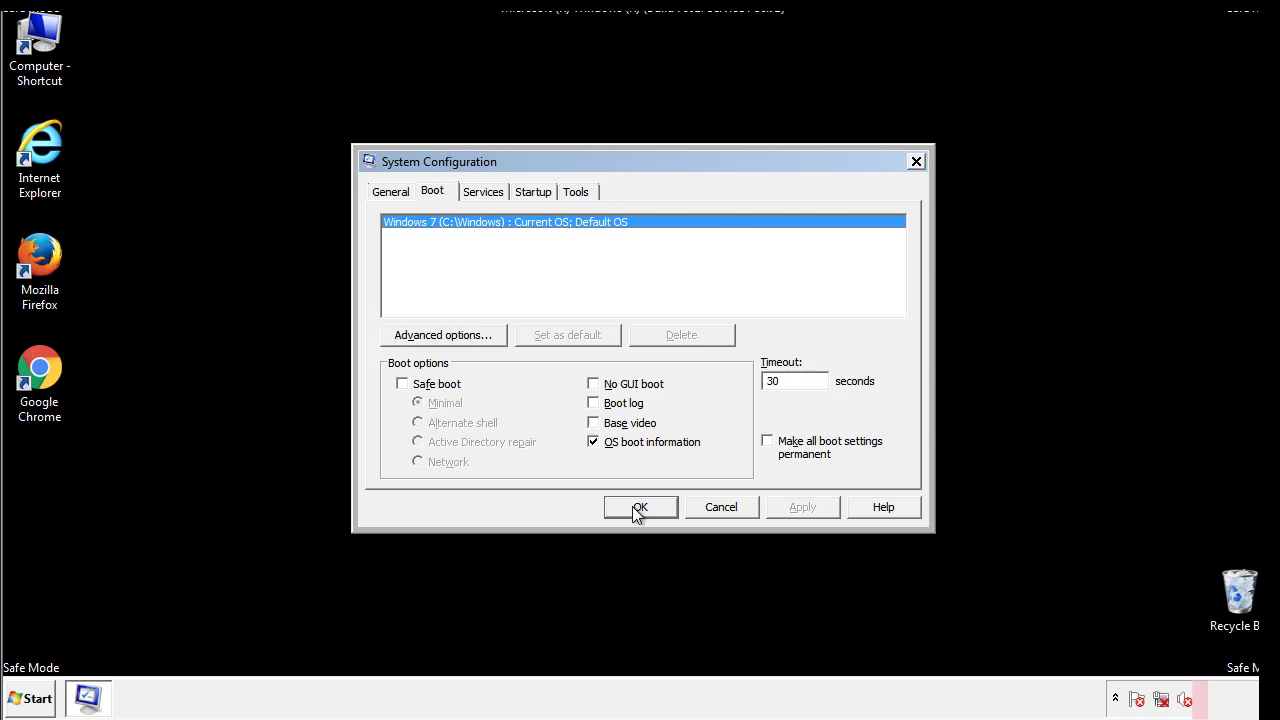 Computer -
Shortcut
Internet
Explorer
Mozilla
Firefox
Google
Chrome
System Configuration
General
Boot
Services
Startup
Tools
Windows 7 (C:\Windows) : Current OS; Default OS
Advanced options...
Set as default
Delete
Boot options
Safe boot
Minimal
Alternate shell
Active Directory repair
Network
No GUI boot
Boot log
Base video
OS boot information
Timeout:
30 seconds
Make all boot settings
permanent
OK
Cancel
Apply
Help
Recycle B
Safe Mode
Safe M
Start